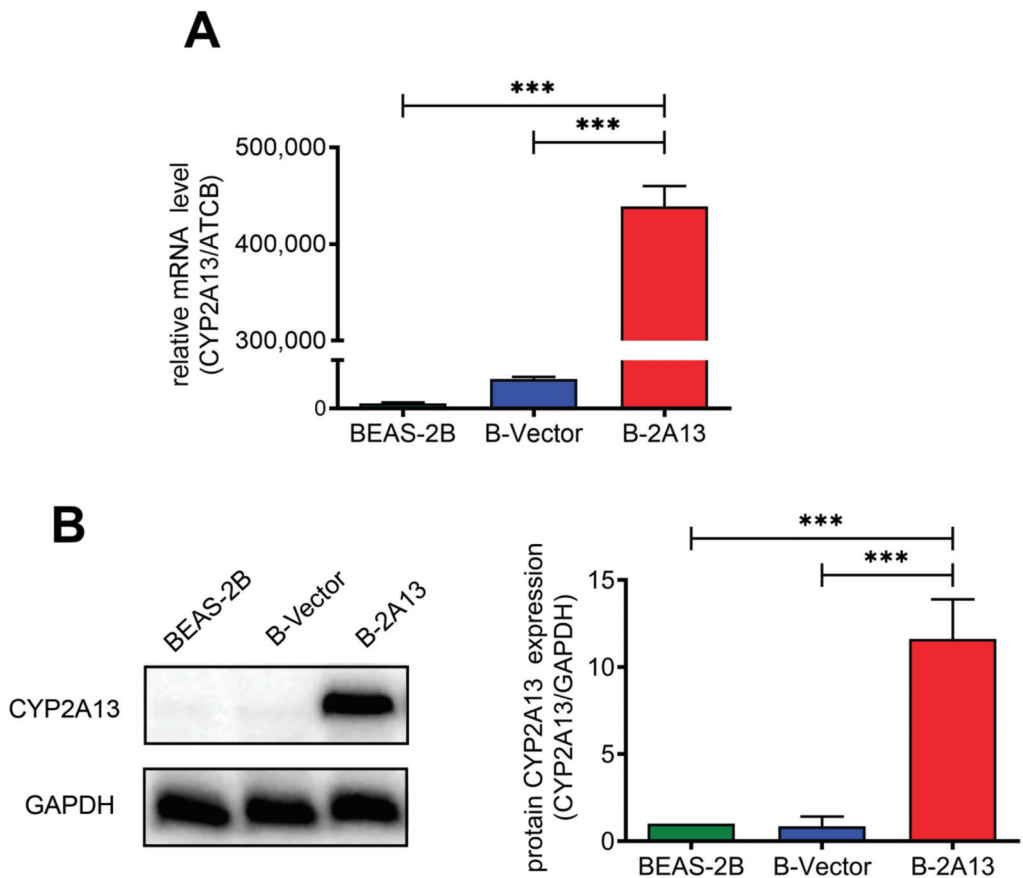 A
***
***
500,000
400,000
300,000
0
relative mRNA level
(CYP2A13/ATCB)
BEAS-2B B-Vector B-2A13
B
BEAS-2B B-Vector B-2A13
CYP2A13
GAPDH
***
***
15
10
5
0
protain CYP2A13 expression
(CYP2A13/GAPDH)
BEAS-2B B-Vector B-2A13